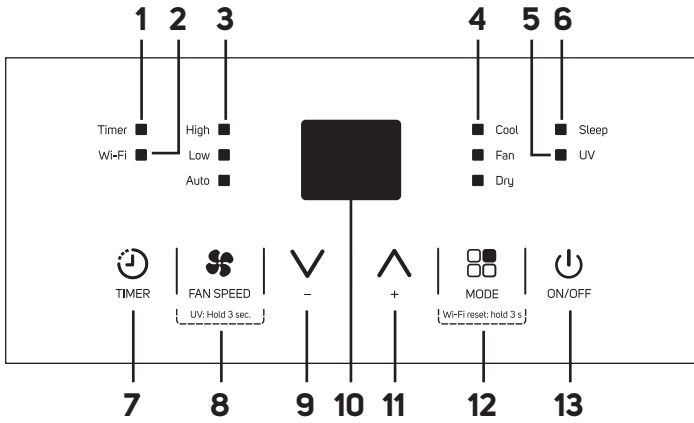 1 2 3 4 5 6
Timer High Cool Sleep
Wi-Fi Low Fan UV
Auto Dry
TIMER FAN SPEED – + MODE ON/OFF
UV: Hold 3 sec. Wi-Fi reset: hold 3 s
7 8 9 10 11 12 13